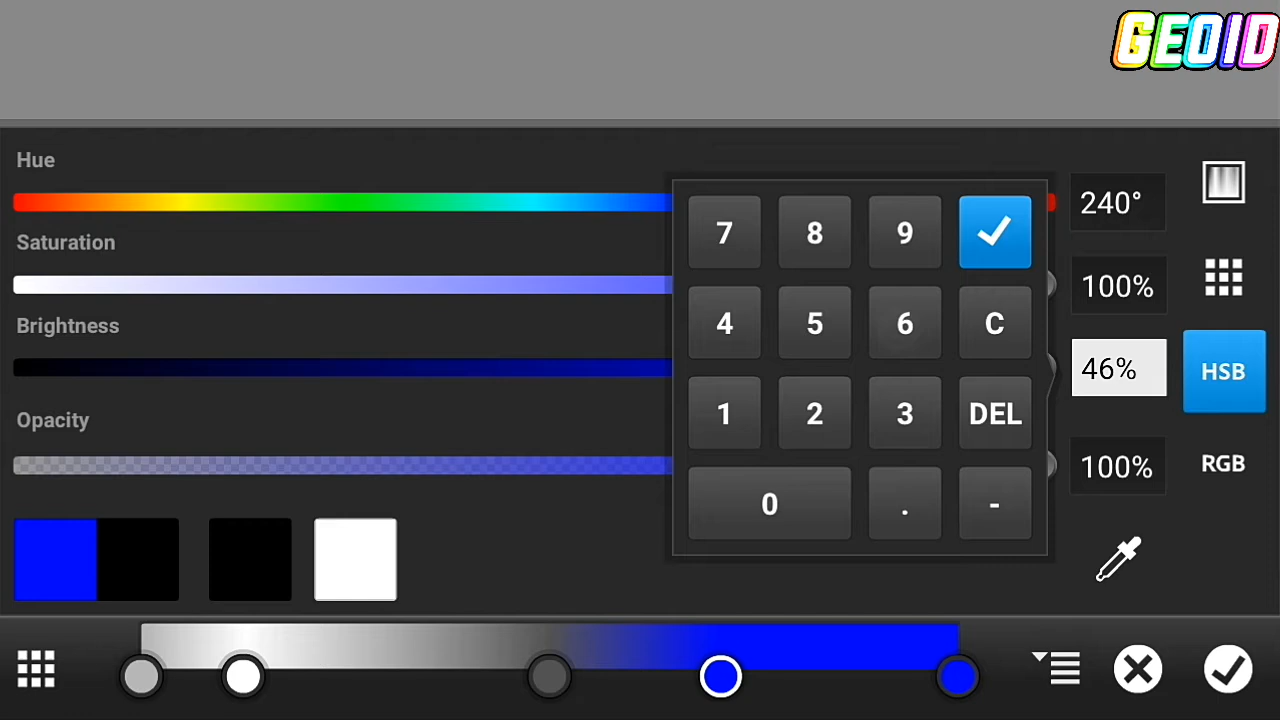 GEOID
Hue
240°
Saturation
100%
Brightness
46%
HSB
Opacity
100%
RGB
7 8 9
4 5 6 C
1 2 3 DEL
0 . -